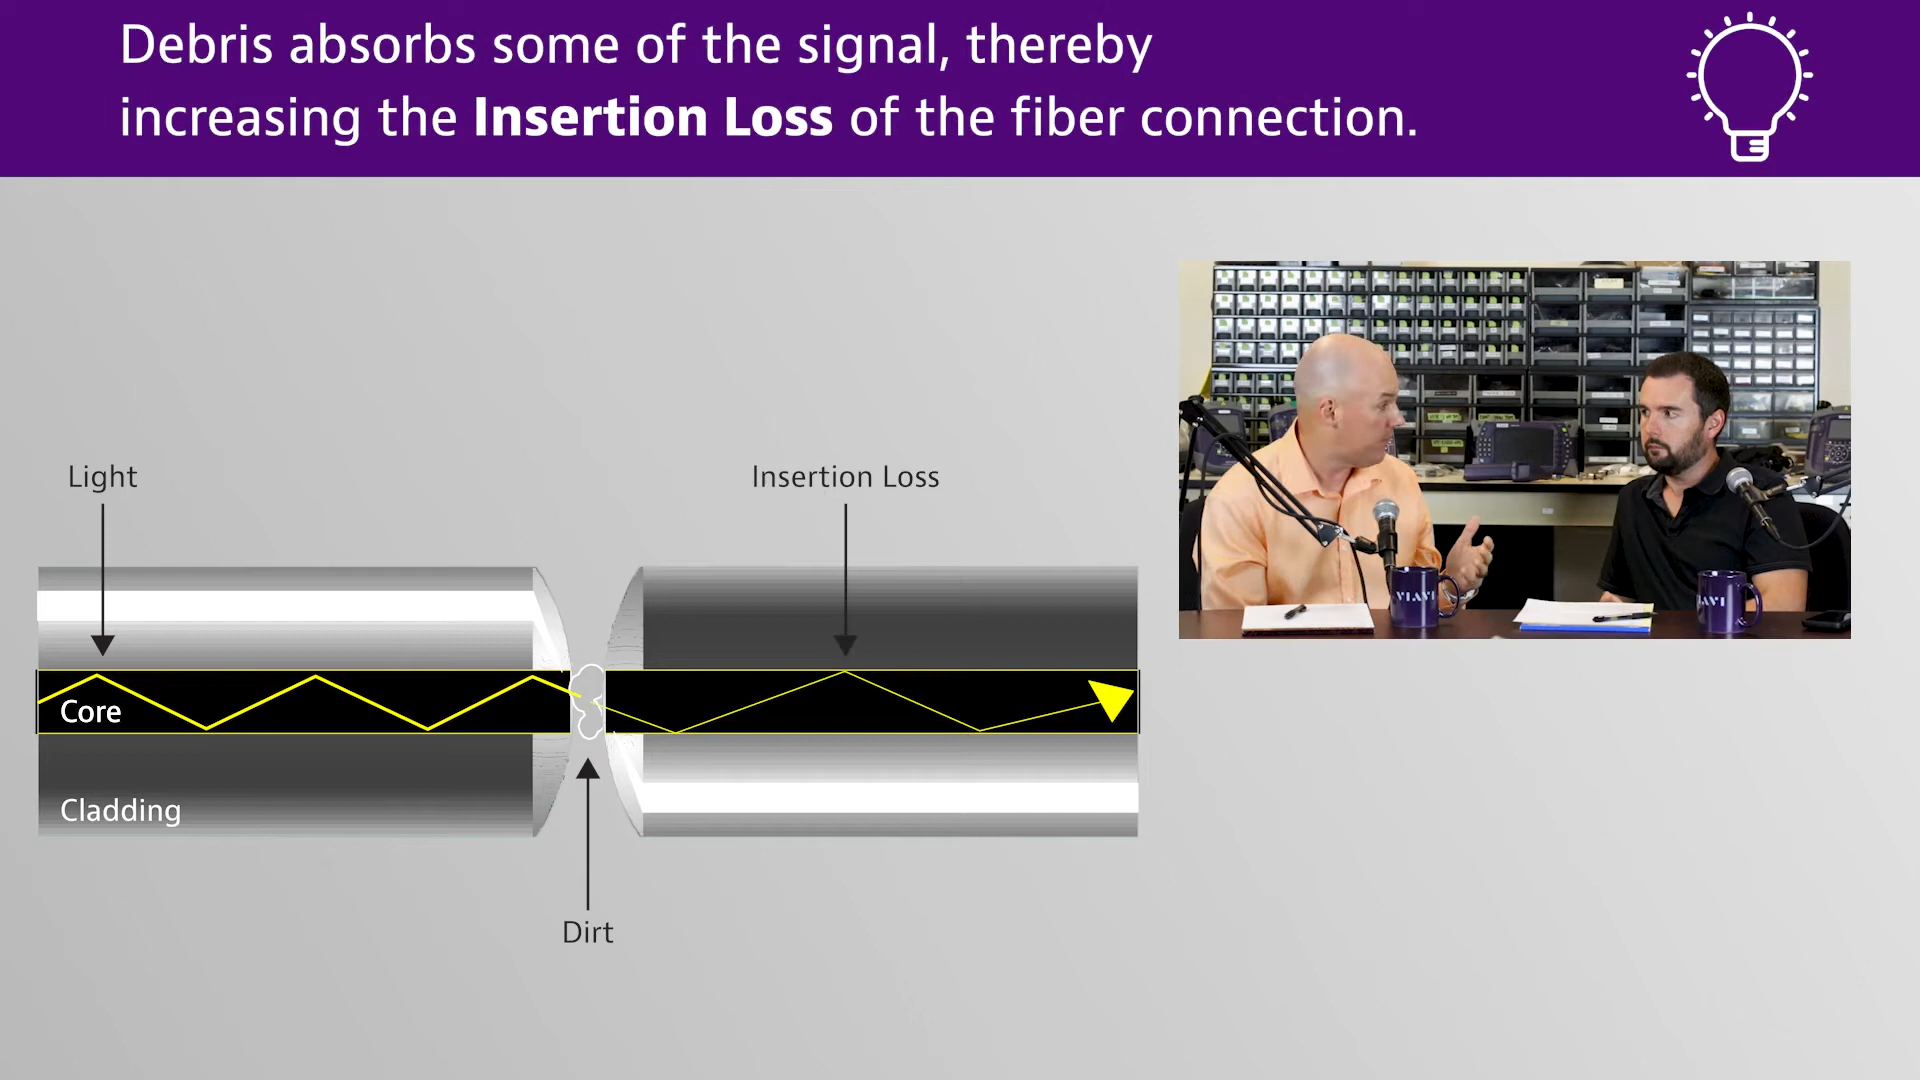 Debris absorbs some of the signal, thereby
increasing the Insertion Loss of the fiber connection.
Light
Insertion Loss
Core
Cladding
Dirt
VIAVI